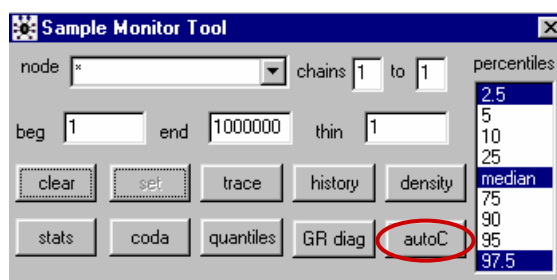 Sample Monitor Tool
node * chains 1 to 1 percentiles
beg 1 end 1000000 thin 1
clear set trace history density
stats coda quantiles GR diag autoC
2.5
5
10
25
median
75
90
95
97.5